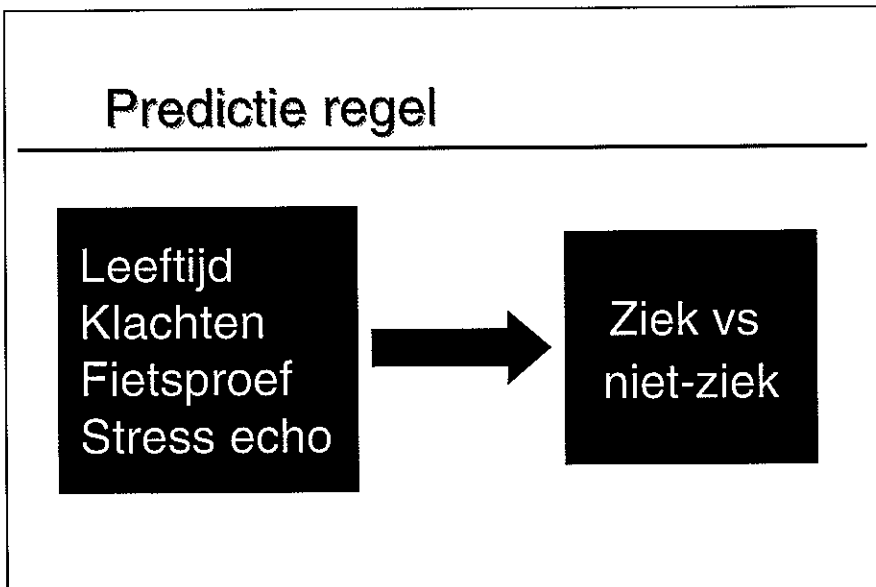 Predictie regel
Leeftijd
Klachten
Fietsproef
Stress echo
Ziek vs
niet-ziek